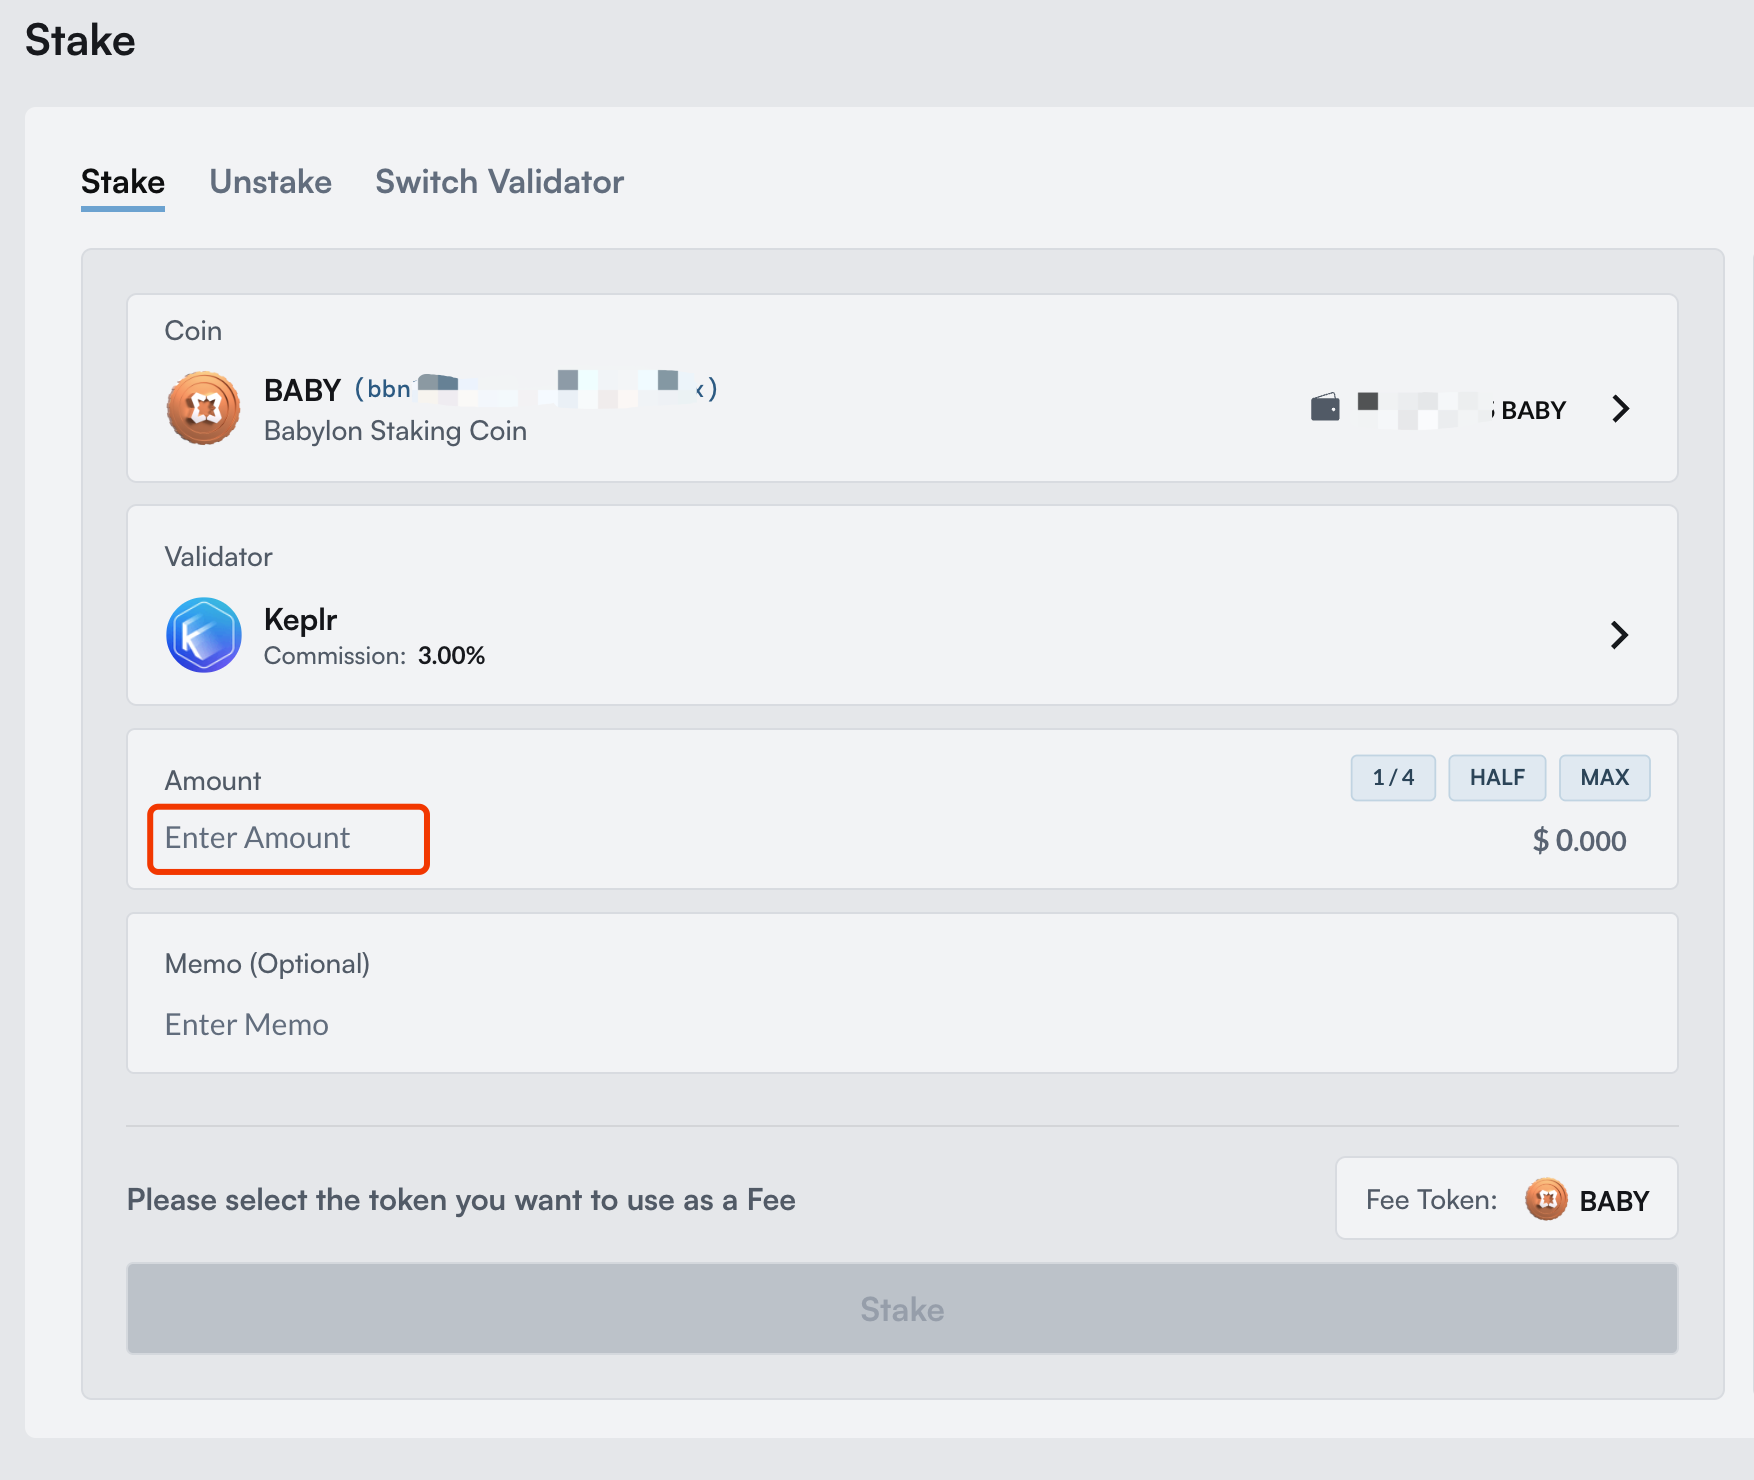 Stake
Stake Unstake Switch Validator
Coin
BABY (bbn
Babylon Staking Coin
BABY
Validator
Keplr
Commission: 3.00%
Amount
1/4 HALF MAX
Enter Amount
$ 0.000
Memo (Optional)
Enter Memo
Please select the token you want to use as a Fee
Fee Token: BABY
Stake